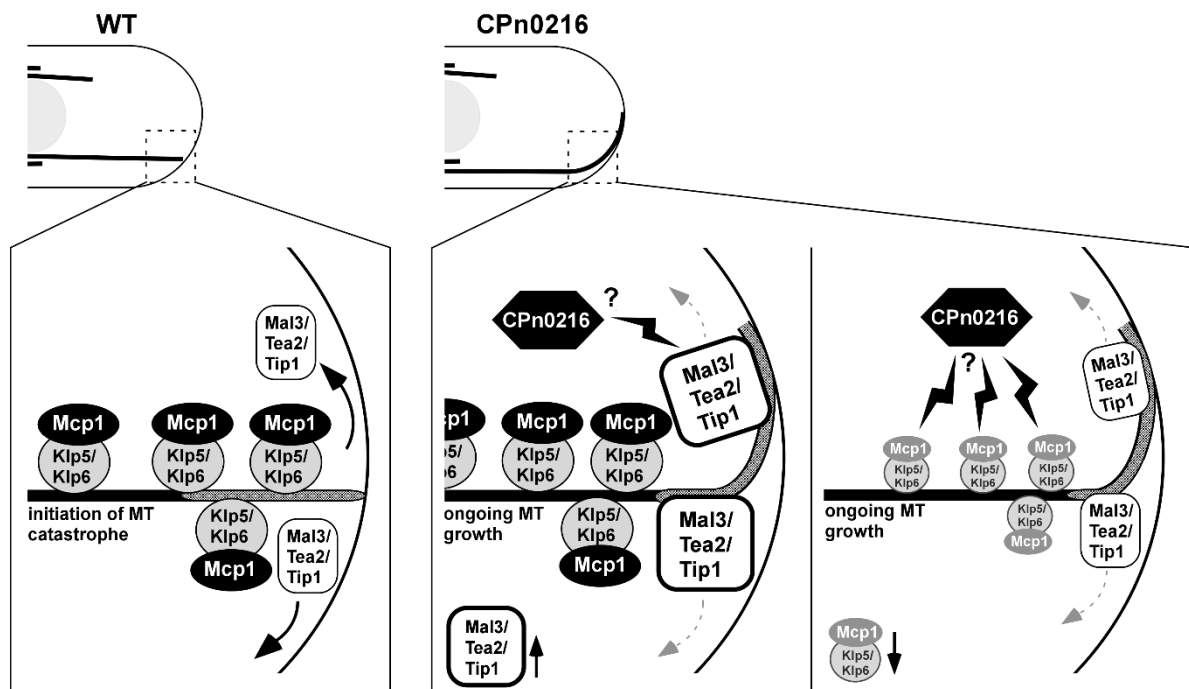 WT
CPn0216
Mal3/
Tea2/
Tip1
Mcp1
Mcp1
Mcp1
Klp5/
Klp6
Klp5/
Klp6
Klp5/
Klp6
initiation of MT
catastrophe
Klp5/
Klp6
Mcp1
Mal3/
Tea2/
Tip1
CPn0216
?
Mal3/
Tea2/
Tip1
cp1
Mcp1
Mcp1
5/
6
Klp5/
Klp6
Klp5/
Klp6
ongoing MT
growth
Klp5/
Klp6
Mcp1
Mal3/
Tea2/
Tip1
Mal3/
Tea2/
Tip1
CPn0216
?
Mal3/
Tea2/
Tip1
Mcp1
Mcp1
Mcp1
Klp5/
Klp6
Klp5/
Klp6
Klp5/
Klp6
ongoing MT
growth
Klp5/
Klp6
Mcp1
Mal3/
Tea2/
Tip1
Mcp1
Klp5/
Klp6